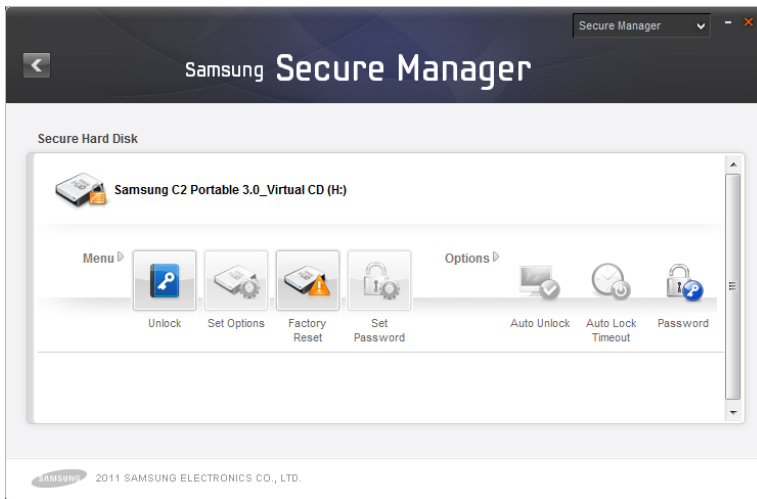 Secure Manager
Samsung Secure Manager
Secure Hard Disk
Samsung C2 Portable 3.0_Virtual CD (H:)
Menu
Options
Unlock
Set Options
Factory
Reset
Set
Password
Auto Unlock
Auto Lock
Timeout
Password
SAMSUNG
2011 SAMSUNG ELECTRONICS CO., LTD.